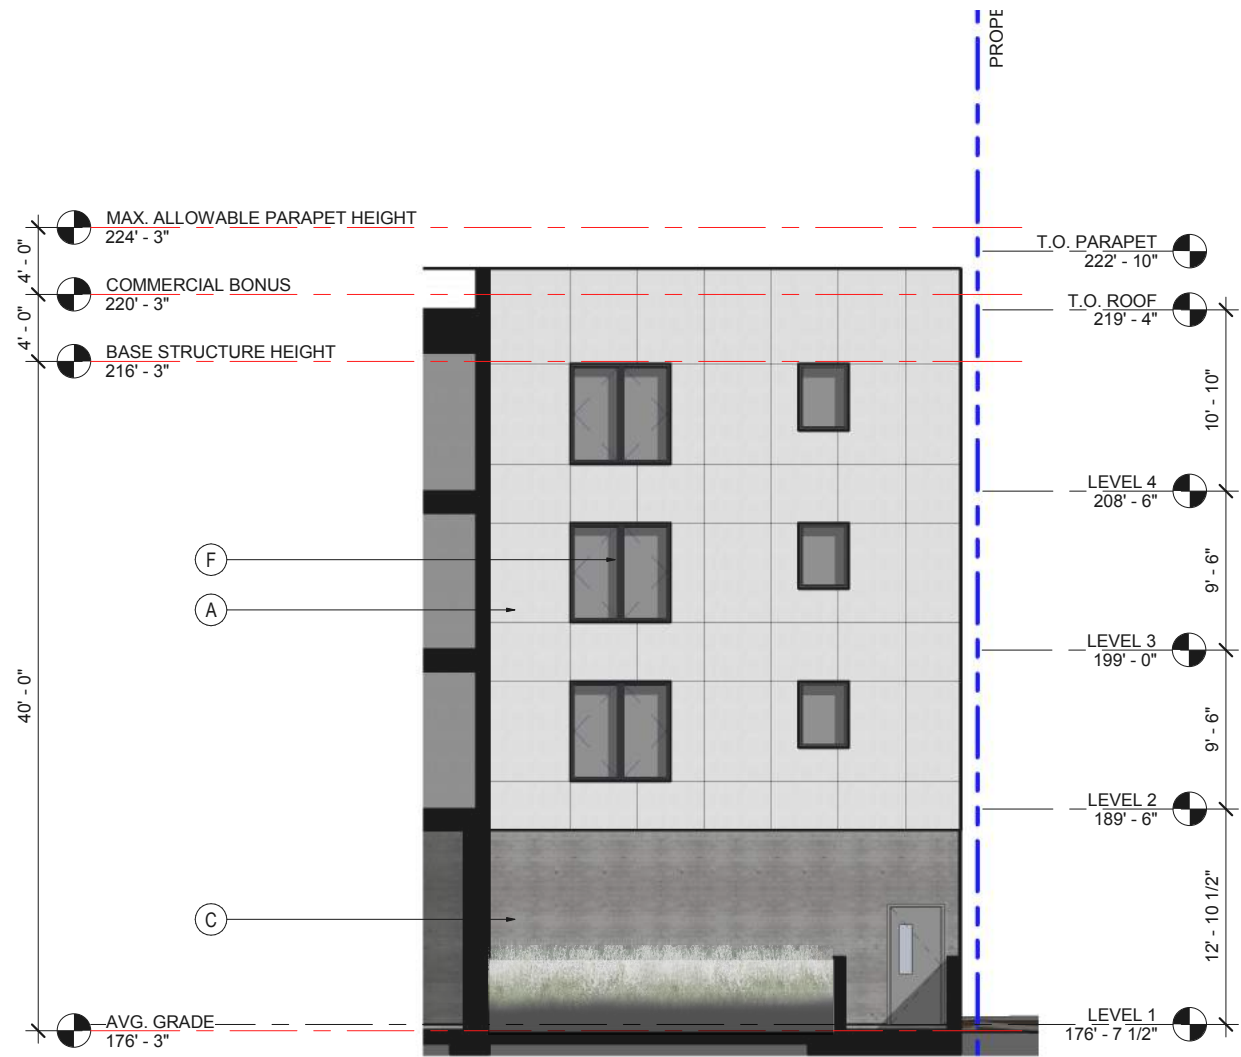 PROPE
MAX. ALLOWABLE PARAPET HEIGHT
224' - 3"
4' - 0"
COMMERCIAL BONUS
220' - 3"
4' - 0"
BASE STRUCTURE HEIGHT
216' - 3"
T.O. PARAPET
222' - 10"
T.O. ROOF
219' - 4"
10' - 10"
LEVEL 4
208' - 6"
9' - 6"
F
A
LEVEL 3
199' - 0"
40' - 0"
9' - 6"
LEVEL 2
189' - 6"
C
12' - 10 1/2"
AVG. GRADE
176' - 3"
LEVEL 1
176' - 7 1/2"